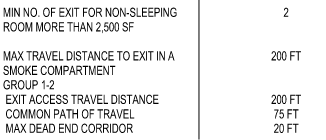 MIN NO. OF EXIT FOR NON-SLEEPING 2
ROOM MORE THAN 2,500 SF
MAX TRAVEL DISTANCE TO EXIT IN A 200 FT
SMOKE COMPARTMENT
GROUP 1-2
EXIT ACCESS TRAVEL DISTANCE 200 FT
COMMON PATH OF TRAVEL 75 FT
MAX DEAD END CORRIDOR 20 FT